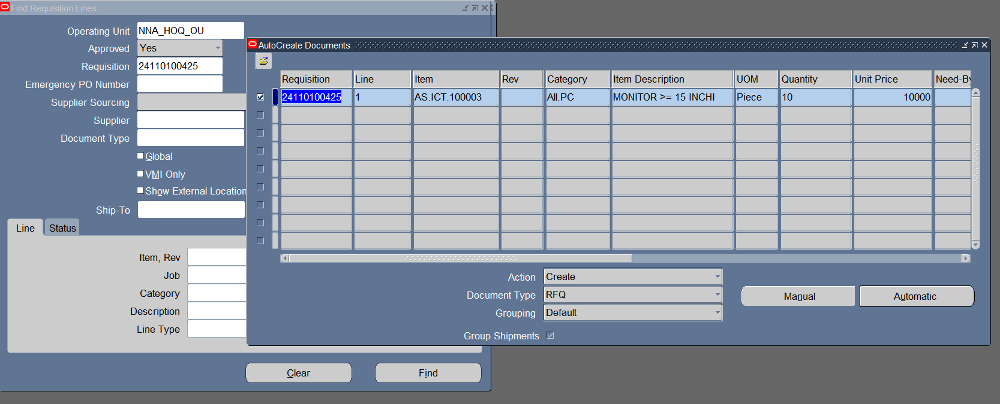 Find Requisition Lines
Operating Unit NNA_HOQ_OU
Approved Yes
Requisition 24110100425
Emergency PO Number
Supplier Sourcing
Supplier
Document Type
Global
VMI Only
Show External Location
Ship-To
Line Status
Item, Rev
Job
Category
Description
Line Type
Clear Find
AutoCreate Documents
Requisition Line Item Rev Category Item Description UOM Quantity Unit Price Need-By
24110100425 1 AS.ICT.100003 All.PC MONITOR >= 15 INCHI Piece 10 10000
Action Create
Document Type RFQ
Grouping Default
Manual Automatic
Group Shipments